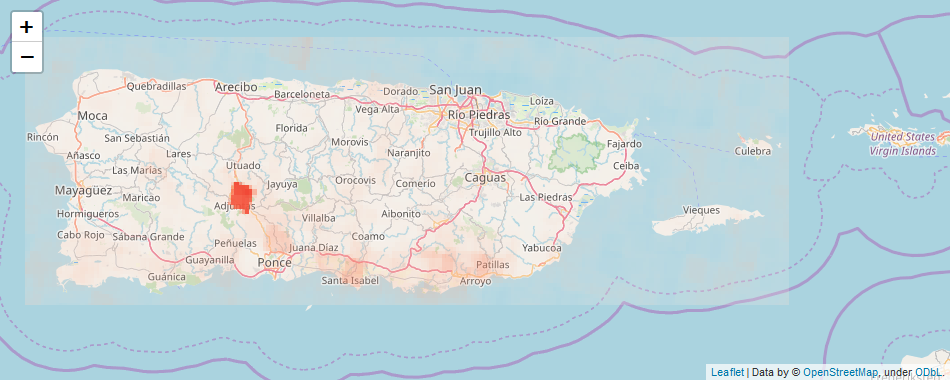 +
−
Quebradillas
Arecibo
Barceloneta
Dorado
San Juan
Loíza
Moca
Vega Alta
Río Piedras
Río Grande
Rincón
San Sebastián
Florida
Morovis
Trujillo Alto
Fajardo
Culebra
United States
Virgin Islands
Añasco
Lares
Naranjito
Ceiba
Las Marías
Utuado
Mayagüez
Maricao
Jayuya
Orocovis
Comerío
Caguas
Las Piedras
Hormigueros
Adjuntas
Villalba
Aibonito
Vieques
Cabo Rojo
Sábana Grande
Peñuelas
Juana Díaz
Coamo
Yabucoa
Guayanilla
Ponce
Patillas
Guánica
Santa Isabel
Arroyo
Leaflet | Data by © OpenStreetMap, under ODbL.